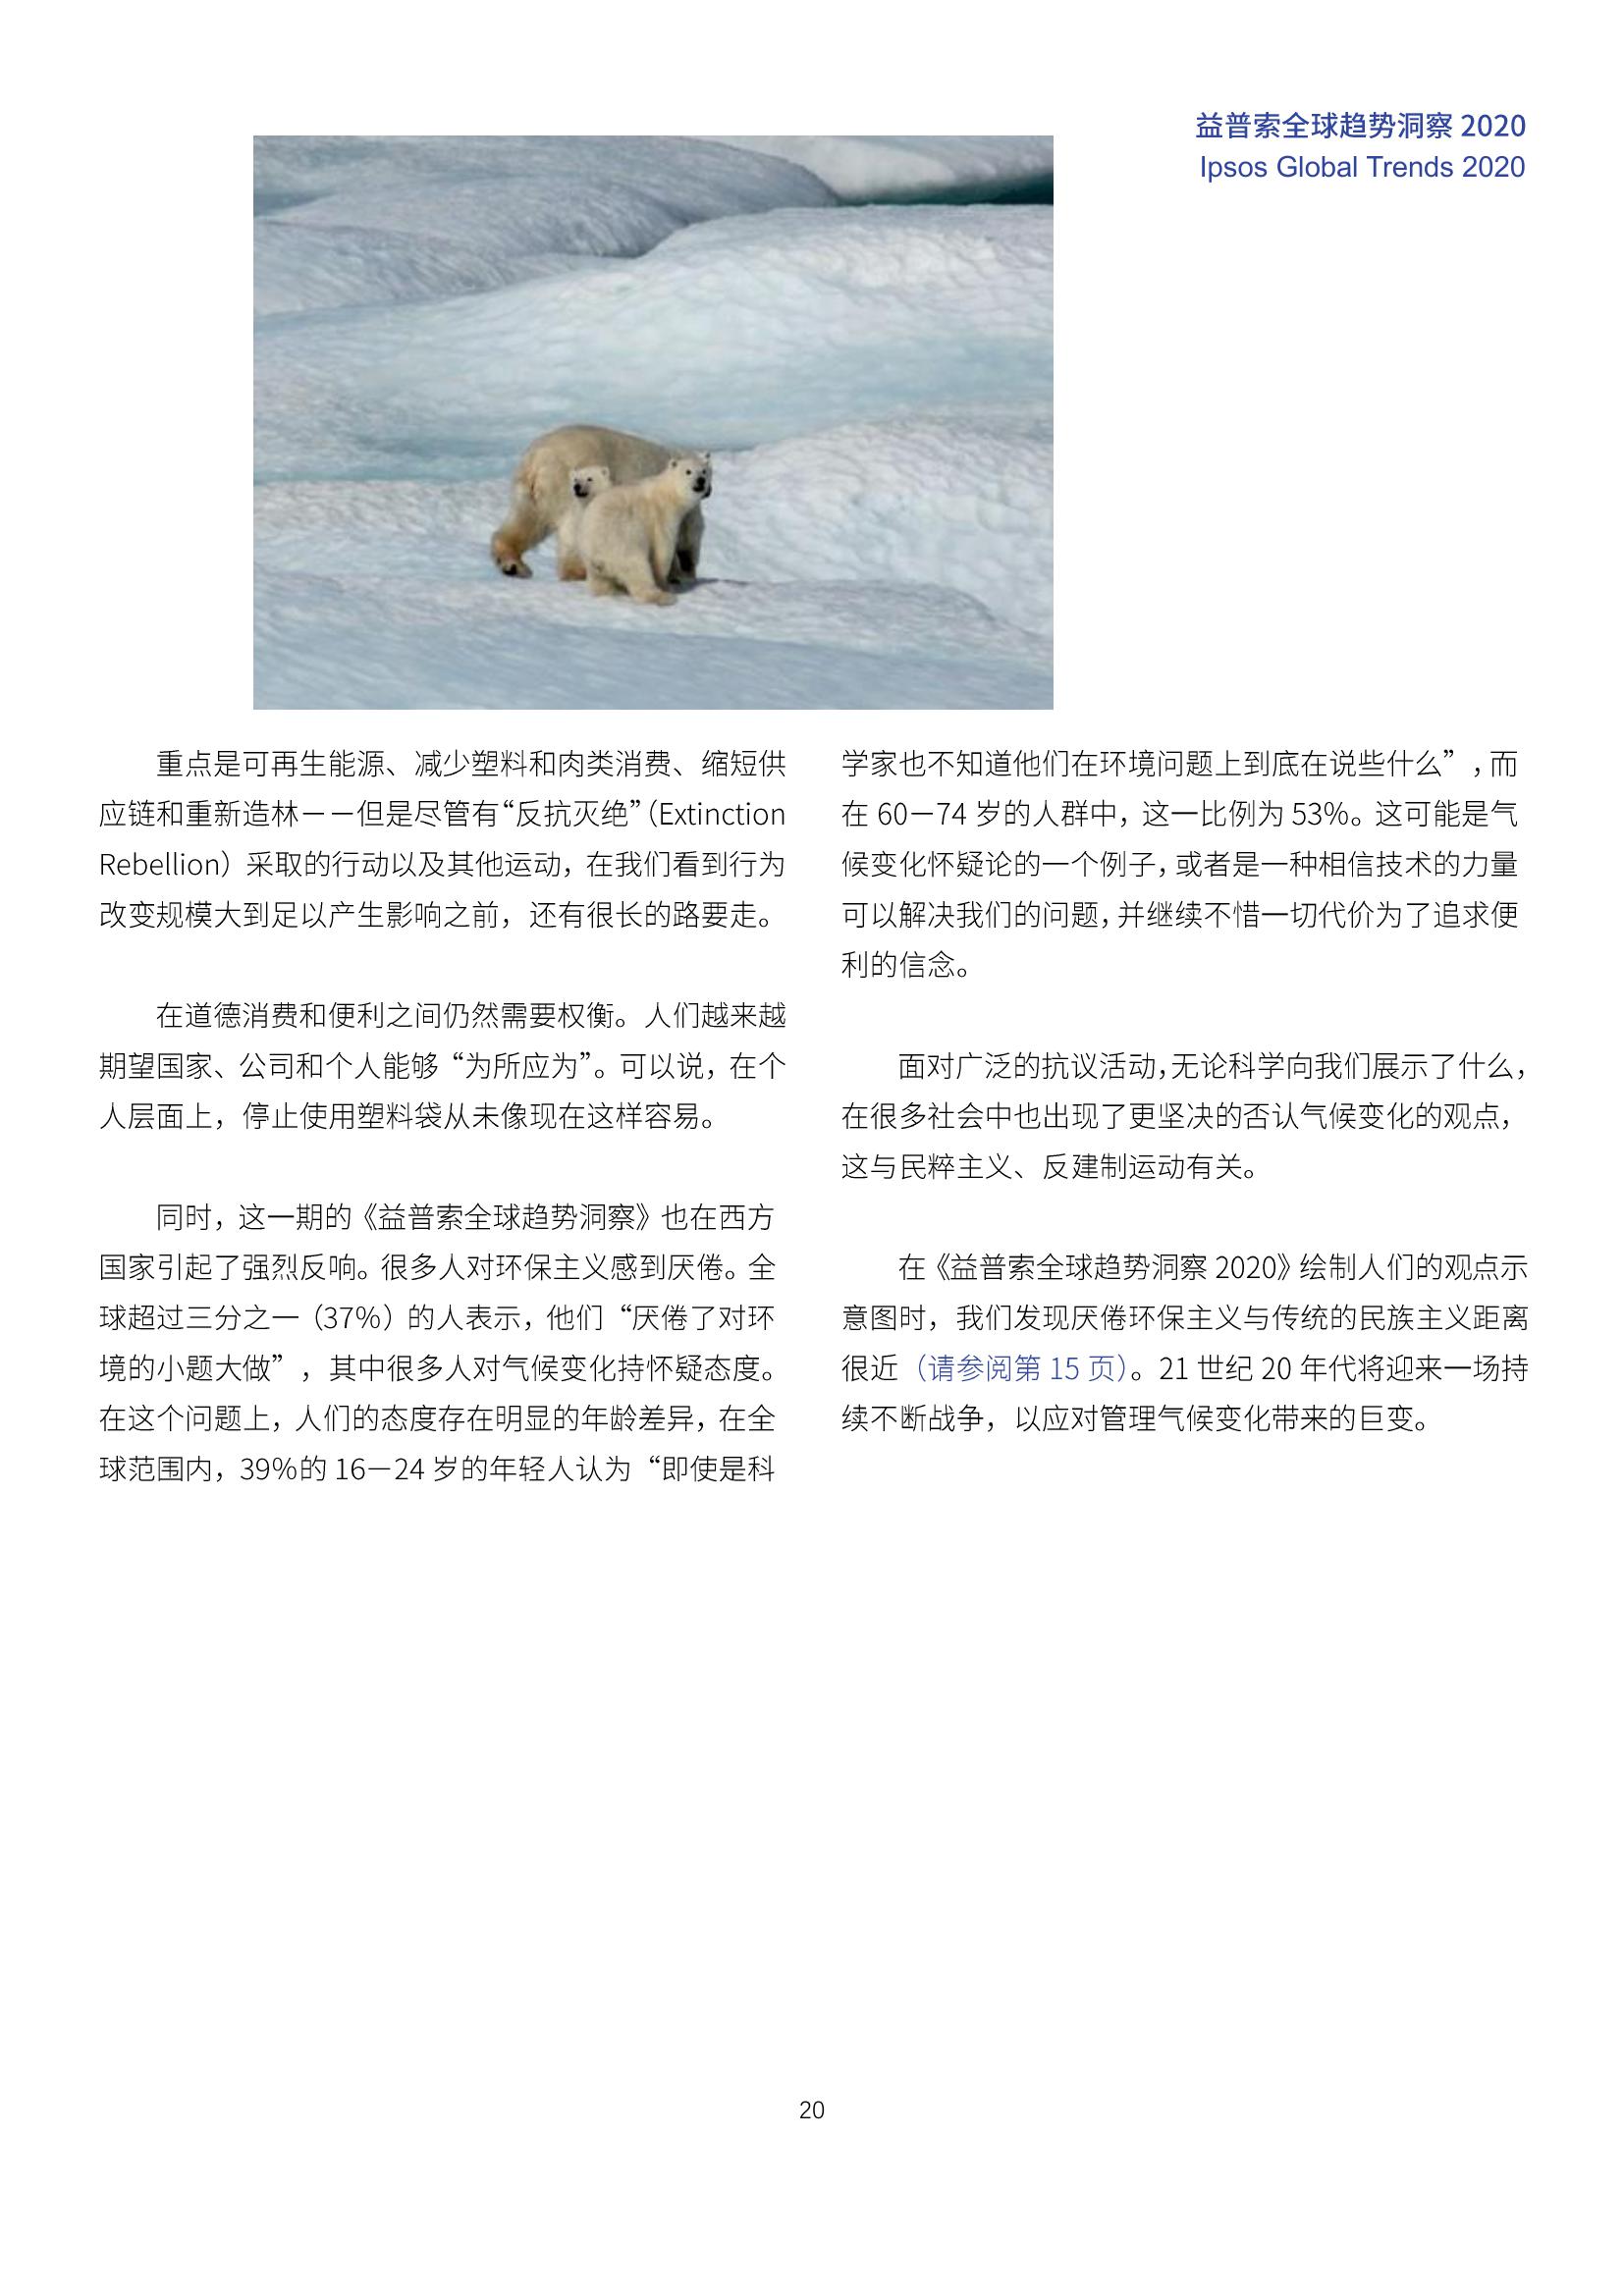 益普索全球趋势洞察 2020
Ipsos Global Trends 2020
重点是可再生能源、减少塑料和肉类消费、缩短供
应链和重新造林——但是尽管有“反抗灭绝”（Extinction
Rebellion）采取的行动以及其他运动，在我们看到行为
改变规模大到足以产生影响之前，还有很长的路要走。
在道德消费和便利之间仍然需要权衡。人们越来越
期望国家、公司和个人能够“为所应为”。可以说，在个
人层面上，停止使用塑料袋从未像现在这样容易。
同时，这一期的《益普索全球趋势洞察》也在西方
国家引起了强烈反响。很多人对环保主义感到厌倦。全
球超过三分之一（37%）的人表示，他们“厌倦了对环
境的小题大做”，其中很多人对气候变化持怀疑态度。
在这个问题上，人们的态度存在明显的年龄差异，在全
球范围内，39%的 16—24 岁的年轻人认为“即使是科
学家也不知道他们在环境问题上到底在说些什么”，而
在 60—74 岁的人群中，这一比例为 53%。这可能是气
候变化怀疑论的一个例子，或者是一种相信技术的力量
可以解决我们的问题，并继续不惜一切代价为了追求便
利的信念。
面对广泛的抗议活动，无论科学向我们展示了什么，
在很多社会中也出现了更坚决的否认气候变化的观点，
这与民粹主义、反建制运动有关。
在《益普索全球趋势洞察 2020》绘制人们的观点示
意图时，我们发现厌倦环保主义与传统的民族主义距离
很近（请参阅第 15 页）。21 世纪 20 年代将迎来一场持
续不断战争，以应对管理气候变化带来的巨变。
20